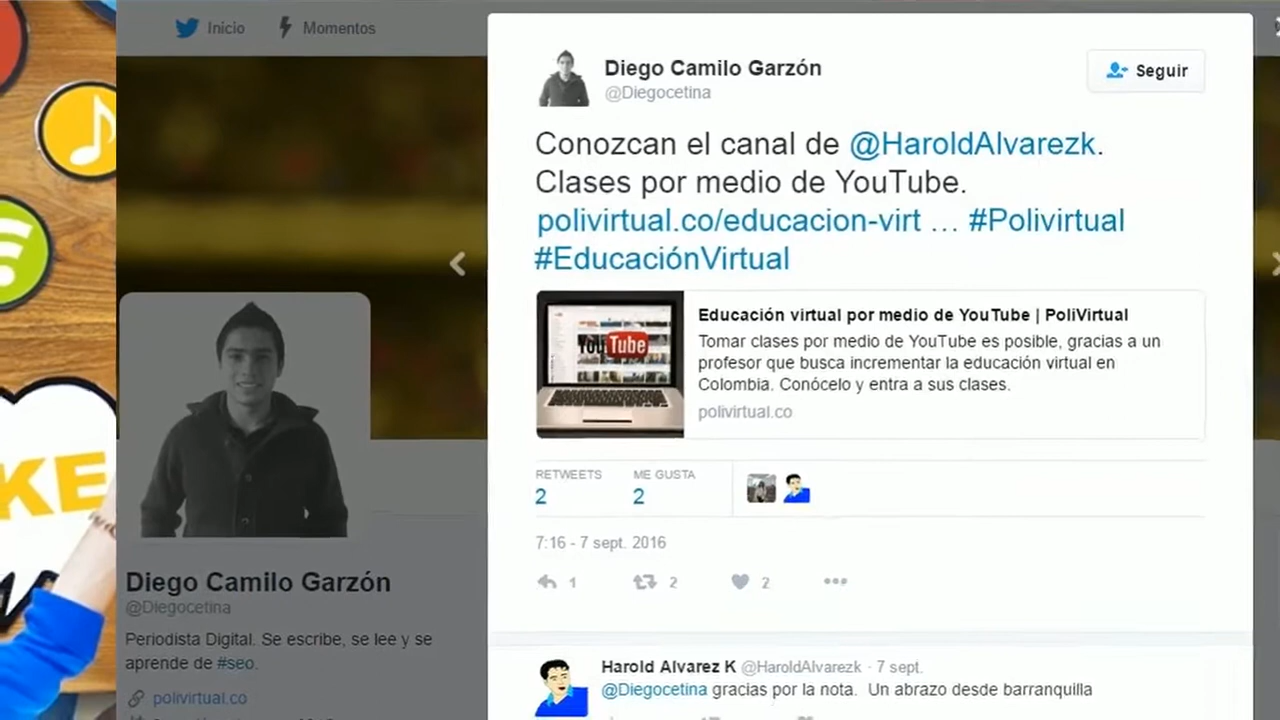 Inicio
Momentos
Diego Camilo Garzón
@Diegocetina
Seguir
Conozcan el canal de @HaroldAlvarezk.
Clases por medio de YouTube.
polivirtual.co/educacion-virt … #Polivirtual
#EducaciónVirtual
YouTube
Educación virtual por medio de YouTube | PoliVirtual
Tomar clases por medio de YouTube es posible, gracias a un
profesor que busca incrementar la educación virtual en
Colombia. Conócelo y entra a sus clases.
polivirtual.co
RETWEETS
2
ME GUSTA
2
7:16 - 7 sept. 2016
1
2
2
Harold Alvarez K @HaroldAlvarezk · 7 sept.
@Diegocetina gracias por la nota. Un abrazo desde barranquilla
Diego Camilo Garzón
@Diegocetina
Periodista Digital. Se escribe, se lee y se
aprende de #seo.
polivirtual.co
KE